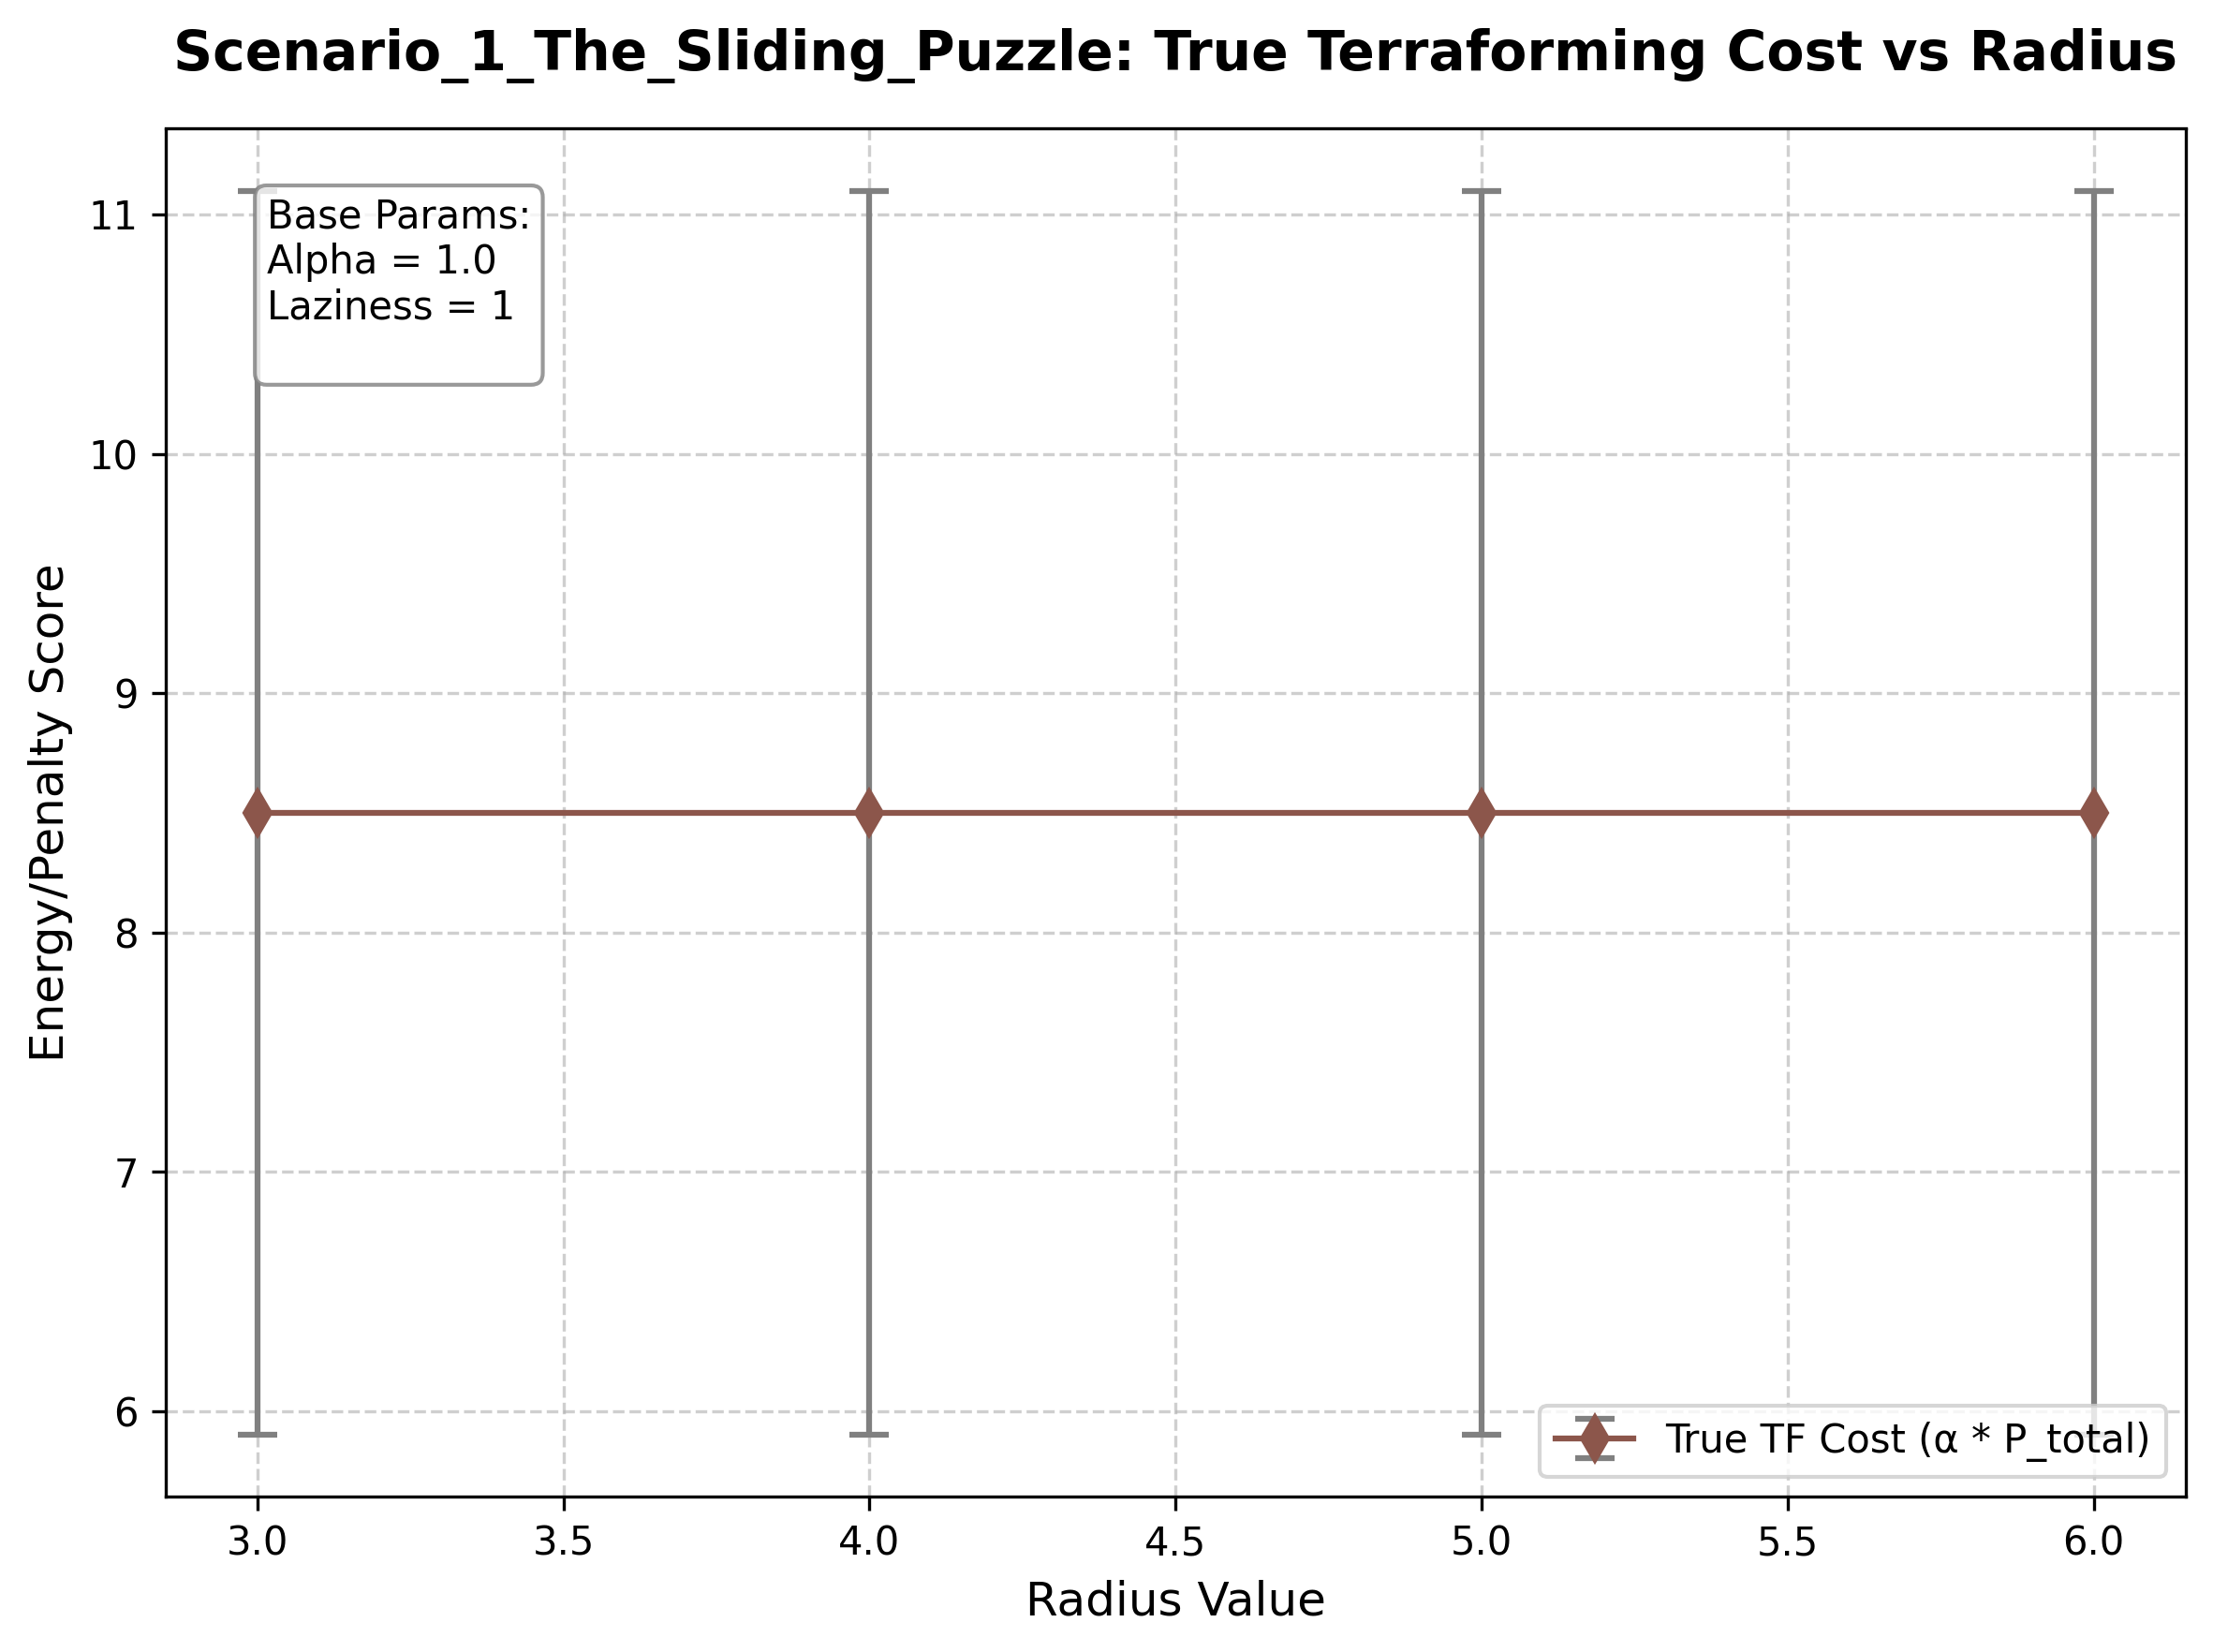 Scenario_1_The_Sliding_Puzzle: True Terraforming Cost vs Radius
Base Params:
Alpha = 1.0
Laziness = 1
Energy/Penalty Score
11
10
9
8
7
6
True TF Cost (α * P_total)
3.0 3.5 4.0 4.5 5.0 5.5 6.0
Radius Value